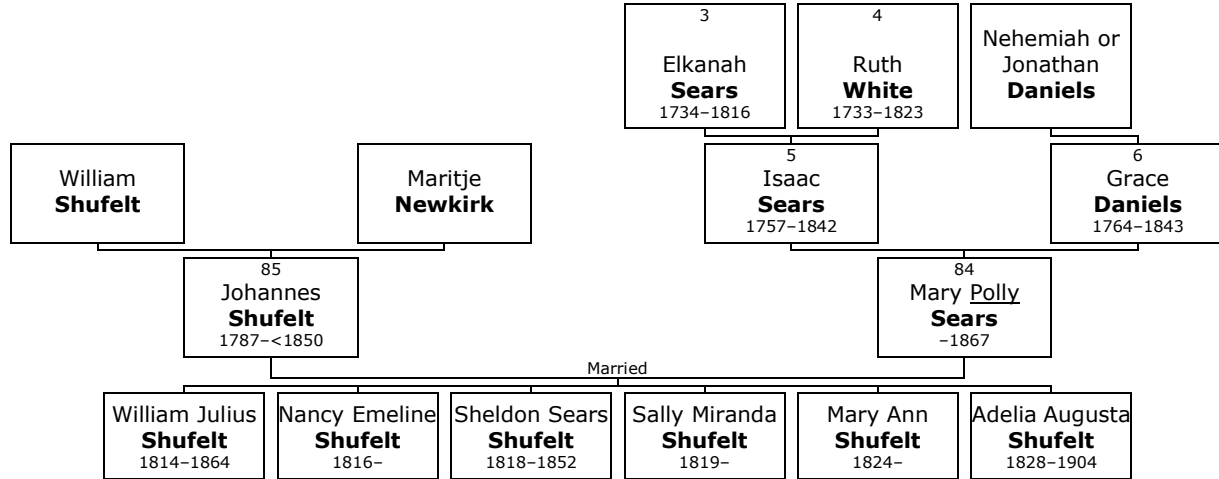 3
Elkanah
Sears
1734–1816
4
Ruth
White
1733–1823
Nehemiah or
Jonathan
Daniels
William
Shufelt
Maritje
Newkirk
5
Isaac
Sears
1757–1842
6
Grace
Daniels
1764–1843
85
Johannes
Shufelt
1787–<1850
84
Mary Polly
Sears
–1867
Married
William Julius
Shufelt
1814–1864
Nancy Emeline
Shufelt
1816–
Sheldon Sears
Shufelt
1818–1852
Sally Miranda
Shufelt
1819–
Mary Ann
Shufelt
1824–
Adelia Augusta
Shufelt
1828–1904